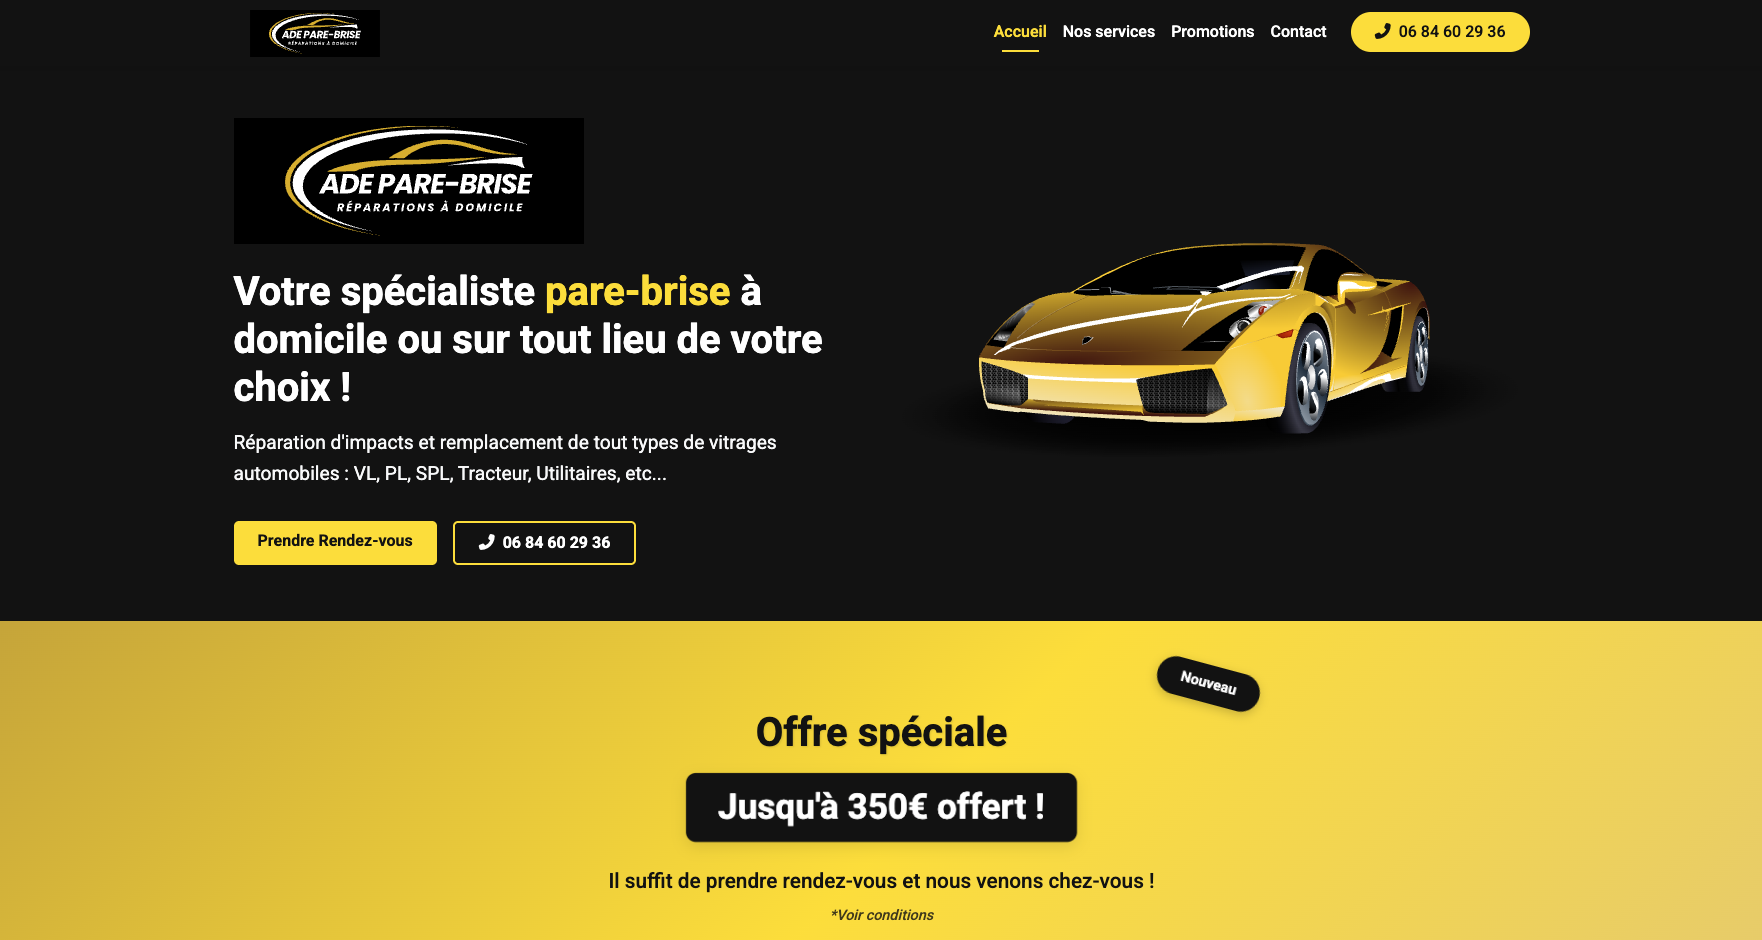 ADE PARE-BRISE
RÉPARATIONS À DOMICILE
Accueil Nos services Promotions Contact 06 84 60 29 36
ADE PARE-BRISE
RÉPARATIONS À DOMICILE
Votre spécialiste pare-brise à
domicile ou sur tout lieu de votre
choix !
Réparation d'impacts et remplacement de tout types de vitrages
automobiles : VL, PL, SPL, Tracteur, Utilitaires, etc...
Prendre Rendez-vous 06 84 60 29 36
Nouveau
Offre spéciale
Jusqu'à 350€ offert !
Il suffit de prendre rendez-vous et nous venons chez-vous !
*Voir conditions